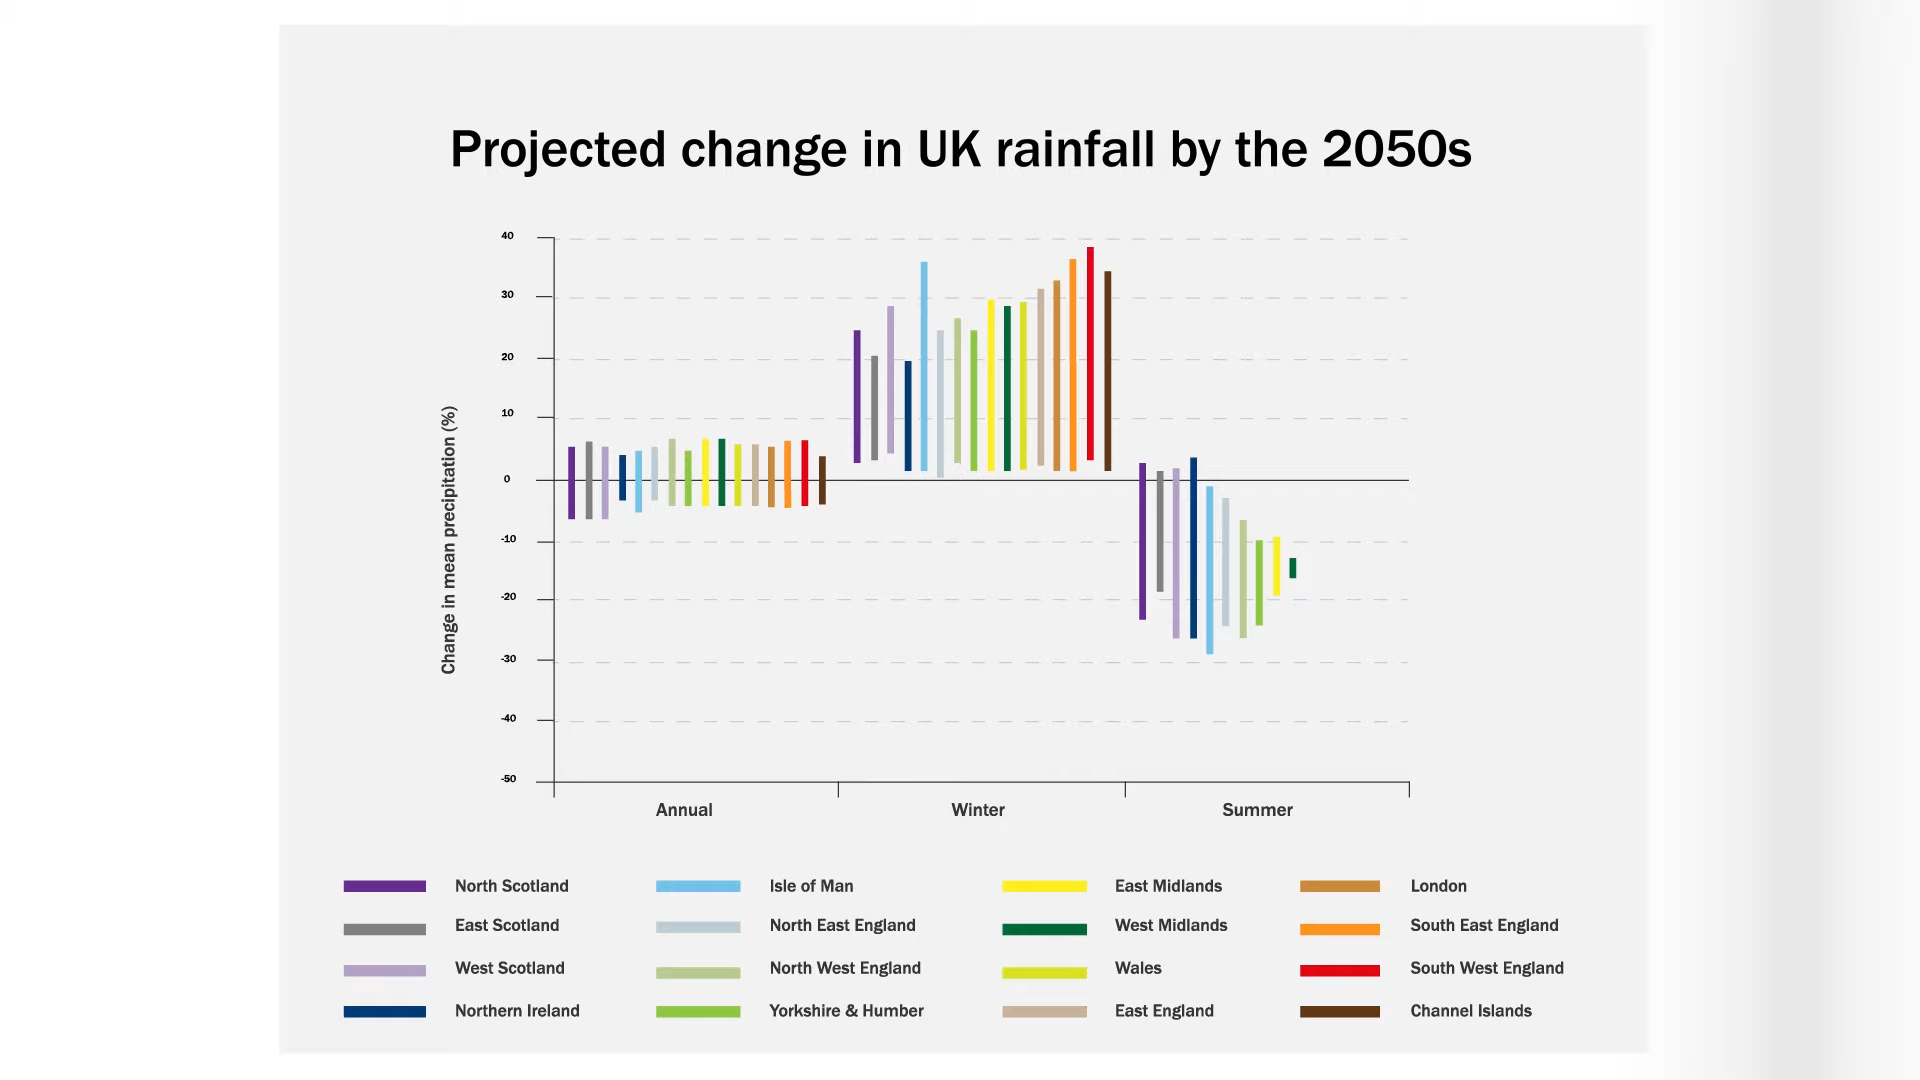 Projected change in UK rainfall by the 2050s
Change in mean precipitation (%)
40
30
20
10
0
-10
-20
-30
-40
-50
Annual Winter Summer
North Scotland Isle of Man East Midlands London
East Scotland North East England West Midlands South East England
West Scotland North West England Wales South West England
Northern Ireland Yorkshire & Humber East England Channel Islands